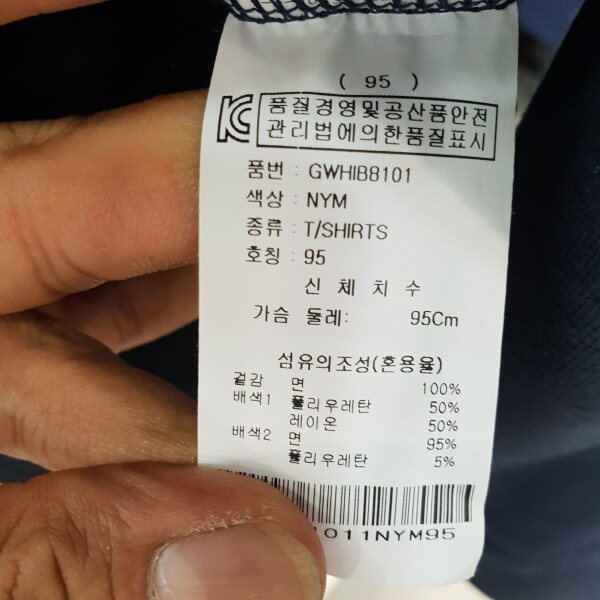 ( 95 )
품질경영및공산품안전
관리법에의한품질표시
품번 : GWHIB8101
색상 : NYM
종류 : T/SHIRTS
호칭 : 95
신 체 치 수
가슴 둘레: 95Cm
섬유의조성(혼용율)
겉감 면 100%
배색1 폴리우레탄 50%
레이온 50%
배색2 면 95%
폴리우레탄 5%
1011NYM95